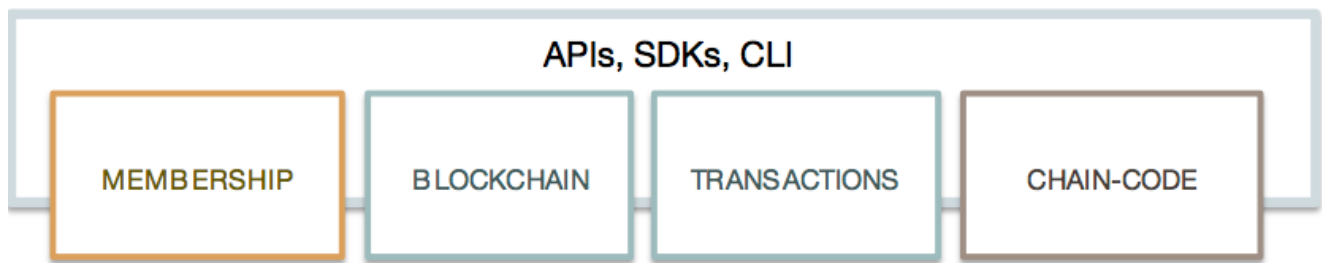 APIs, SDKs, CLI
MEMBERSHIP
BLOCKCHAIN
TRANSACTIONS
CHAIN-CODE